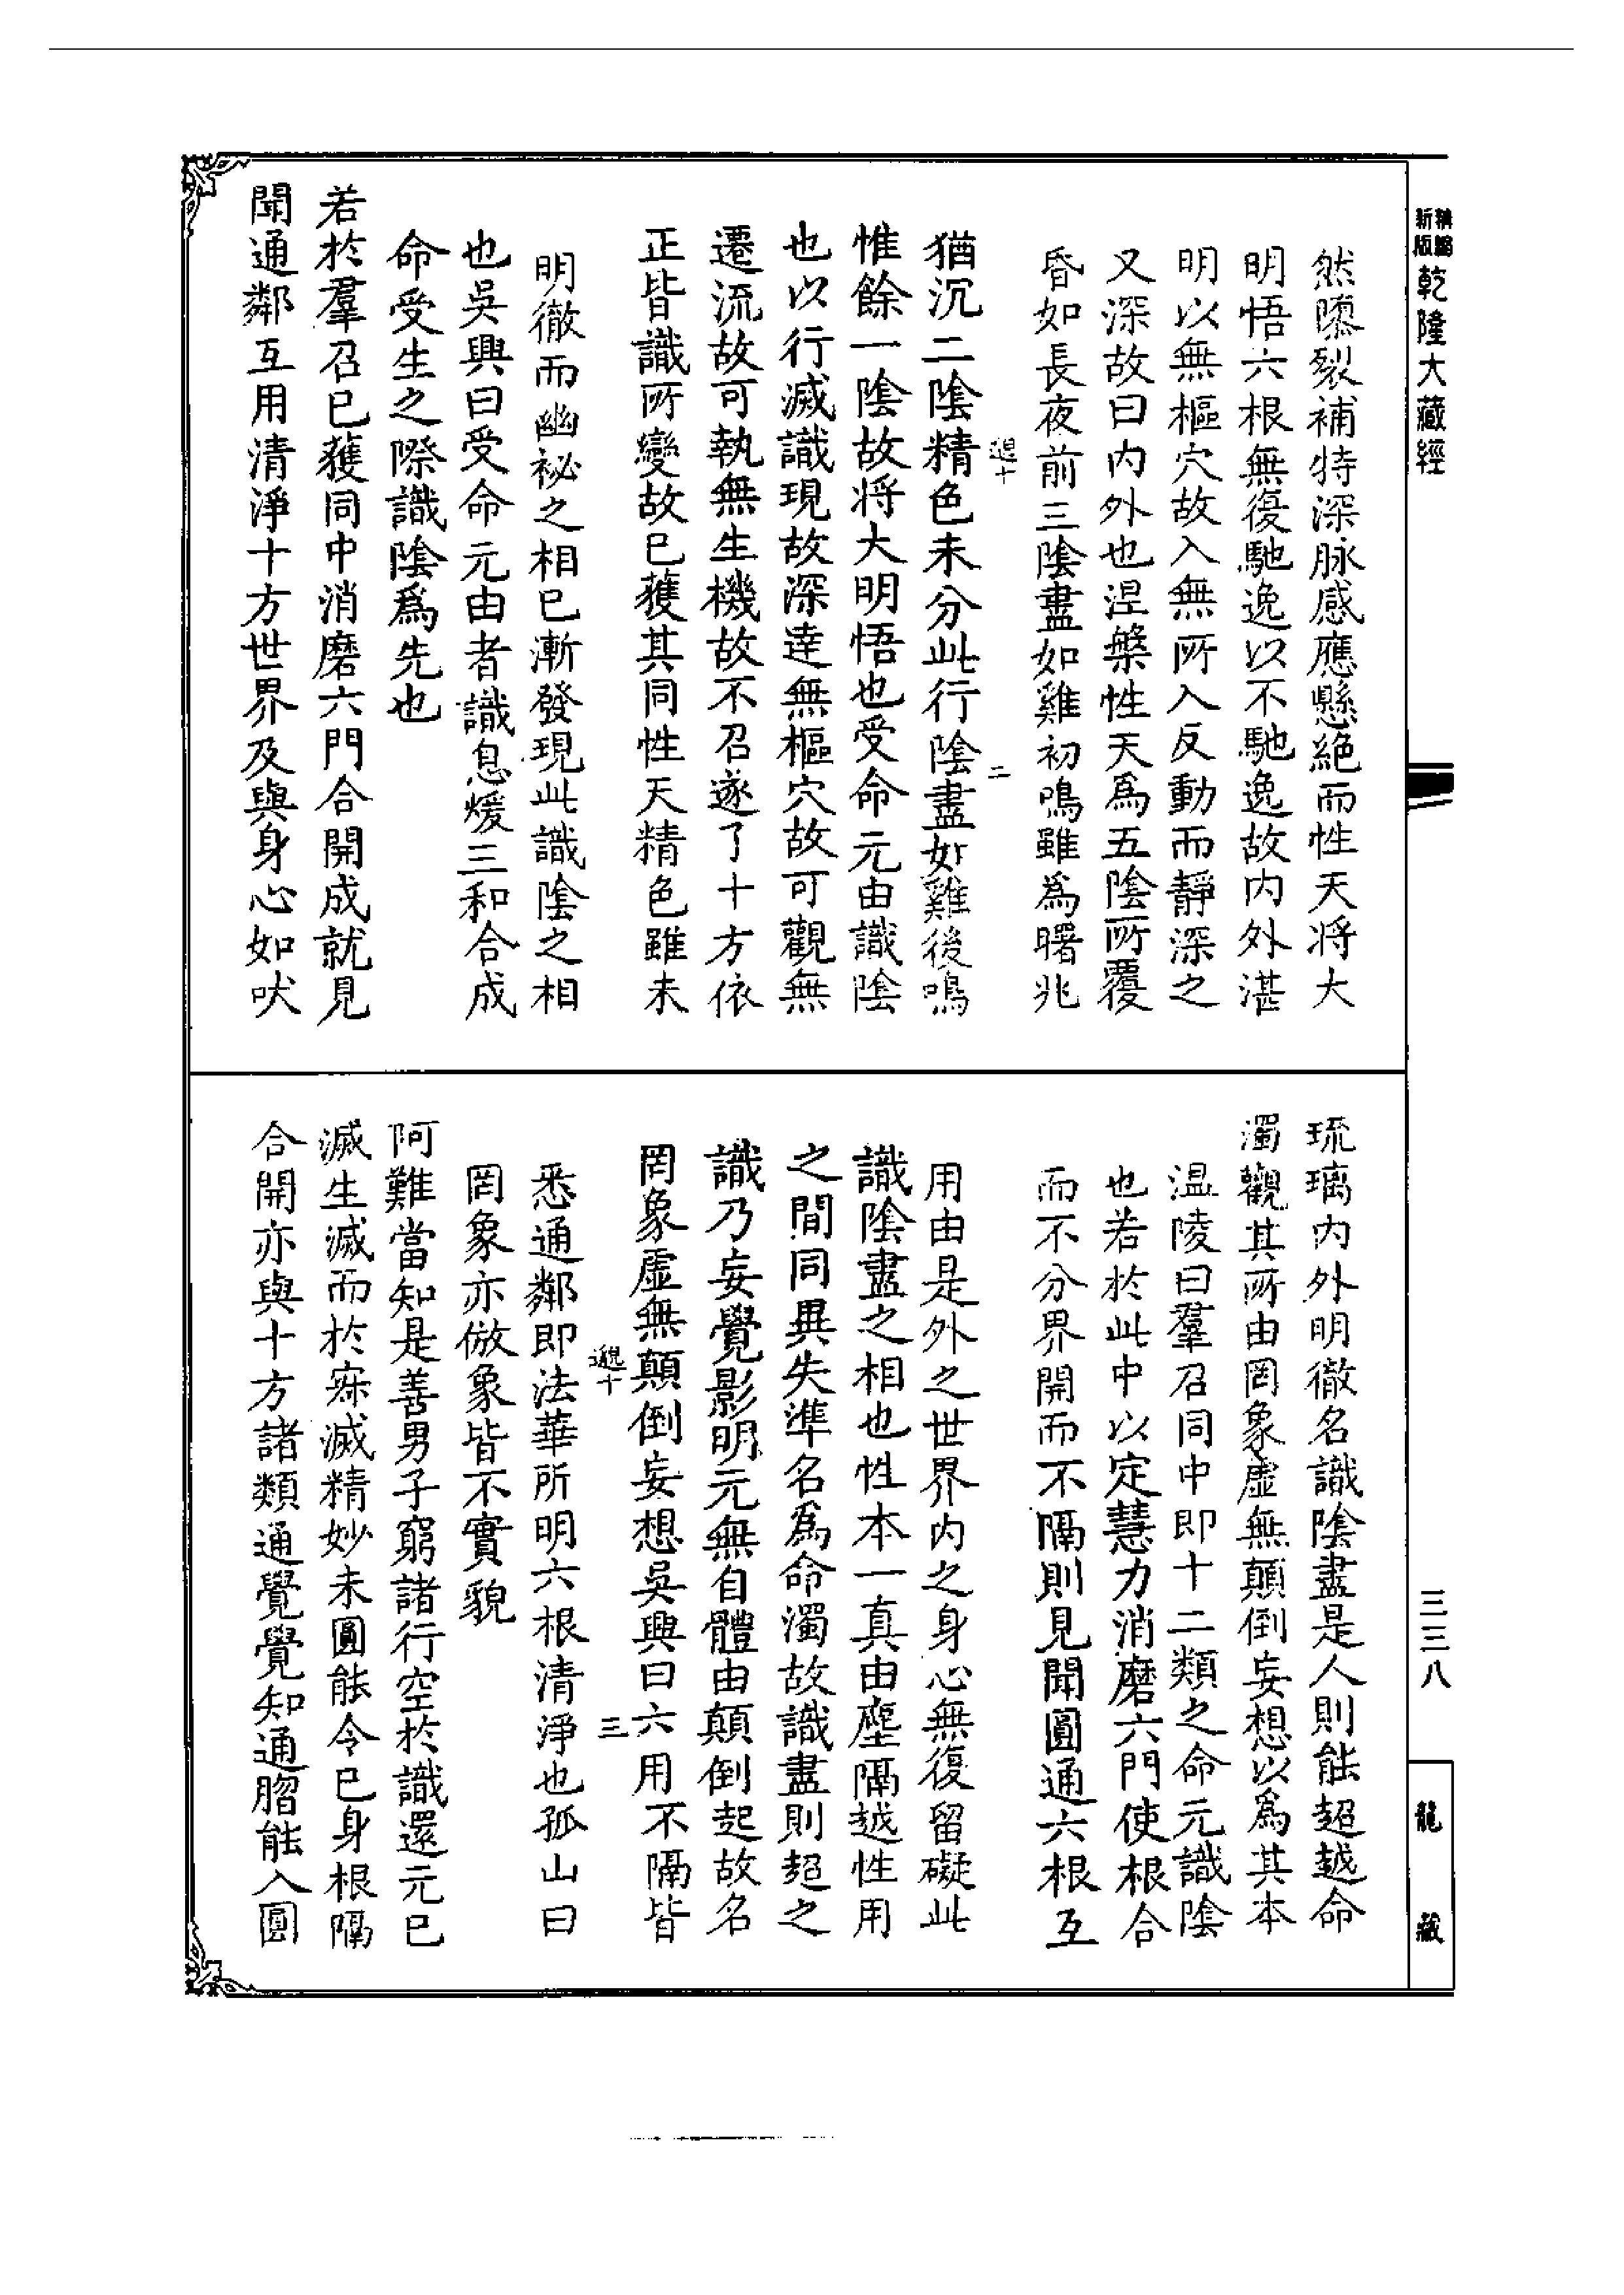 新版精編
乾隆大藏經
然隳裂補特深脉感應懸絶而性天將大
明悟六根無復馳逸以不馳逸故内外湛
明以無樞穴故入無所入反動而靜深之
又深故曰内外也涅槃性天為五陰所覆
昏如長夜前三陰盡如雞初鳴雖為曙兆
十
二
猶沉二陰精色未分此行陰盡如雞後鳴
惟餘一陰故將大明悟也受命元由識陰
也以行滅識現故深達無樞穴故可觀無
遷流故可執無生機故不召遂了十方依
正皆識所變故已獲其同性天精色雖未
明徹而幽祕之相已漸發現此識陰之相
也吳興曰受命元由者識息煖三和合成
命受生之際識陰爲先也
若於羣召已獲同中消磨六門合開成就見
聞通鄰互用清淨十方世界及與身心如吠
琉璃内外明徹名識陰盡是人則能超越命
濁觀其所由罔象虛無顛倒妄想以為其本
温陵曰羣召同中即十二類之命元識陰
也若於此中以定慧力消磨六門使根合
而不分界開而不隔則見聞圓通六根互
用由是外之世界内之身心無復留礙此
識陰盡之相也性本一真由塵隔越性用
之間同異失準名為命濁故識盡則超之
識乃妄覺影明元無自體由顛倒起故名
罔象虛無顛倒妄想吳興曰六用不隔皆
十
三
悉通鄰即法華所明六根清淨也孤山曰
罔象亦倣象皆不實貌
阿難當知是善男子窮諸行空於識還元已
滅生滅而於寂滅精妙未圓能令已身根隔
合開亦與十方諸類通覺覺知通㳷能入圓
三三八
龍藏